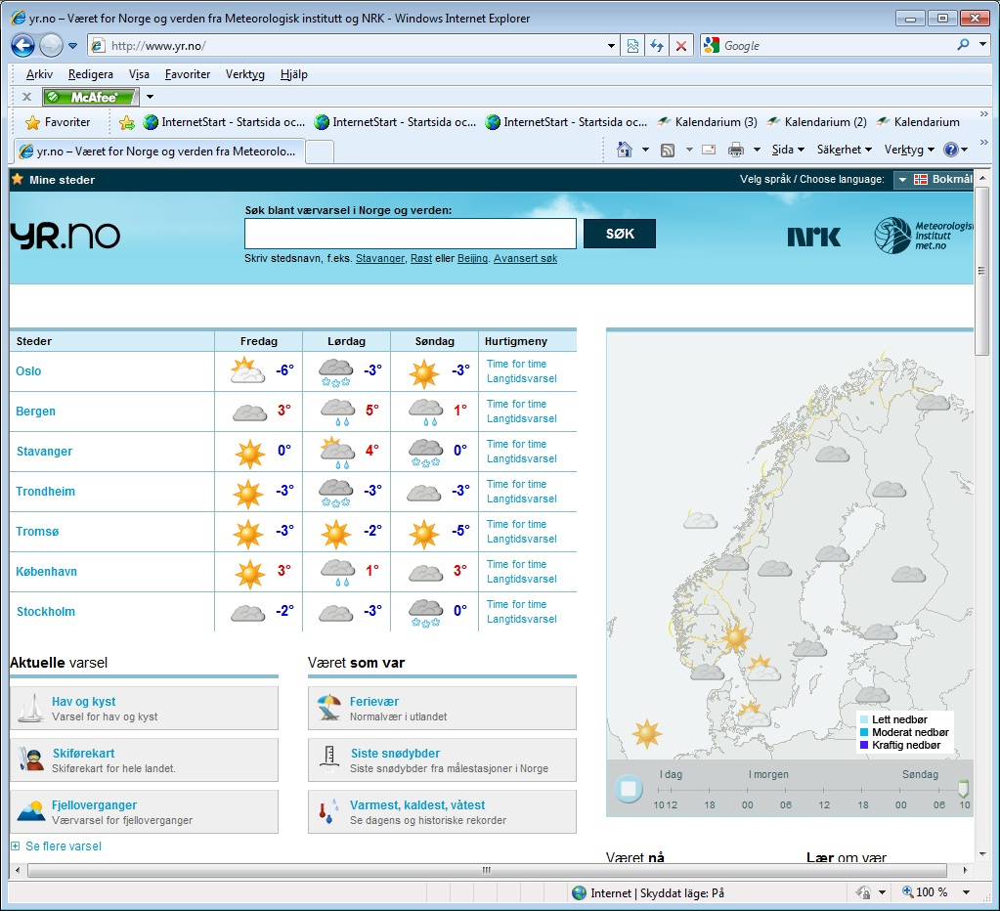 yr.no – Været for Norge og verden fra Meteorologisk institutt og NRK - Windows Internet Explorer
http://www.yr.no/
Google
Arkiv Redigera Visa Favoriter Verktyg Hjälp
x McAfee
Favoriter InternetStart - Startsida oc... InternetStart - Startsida oc... InternetStart - Startsida oc... Kalendarium (3) Kalendarium (2) Kalendarium »
yr.no – Været for Norge og verden fra Meteorolo... Sida Säkerhet Verktyg »
Mine steder Velg språk / Choose language: Bokmål
Søk blant værvarsel i Norge og verden:
YR.NO SØK NRK Meteorologis
institutt
met.no
Skriv stedsnavn, f.eks. Stavanger, Røst eller Beijing. Avansert søk
Steder Fredag Lørdag Søndag Hurtigmeny
Oslo -6° -3° -3° Time for time
Langtidsvarsel
Bergen 3° 5° 1° Time for time
Langtidsvarsel
Stavanger 0° 4° 0° Time for time
Langtidsvarsel
Trondheim -3° -3° -3° Time for time
Langtidsvarsel
Tromsø -3° -2° -5° Time for time
Langtidsvarsel
København 3° 1° 3° Time for time
Langtidsvarsel
Stockholm -2° -3° 0° Time for time
Langtidsvarsel
Aktuelle varsel
Hav og kyst
Varsel for hav og kyst
Skiførekart
Skiførekart for hele landet.
Fjelloverganger
Værvarsel for fjelloverganger
Se flere varsel
Været som var
Ferievær
Normalvær i utlandet
Siste snødybder
Siste snødybder fra målestasjoner i Norge
Varmest, kaldest, våtest
Se dagens og historiske rekorder
Lett nedbør
Moderat nedbør
Kraftig nedbør
I dag I morgen Søndag
10 12 18 00 06 12 18 00 06 10
Været nå Lær om vær
Internet | Skyddat läge: På 100 %